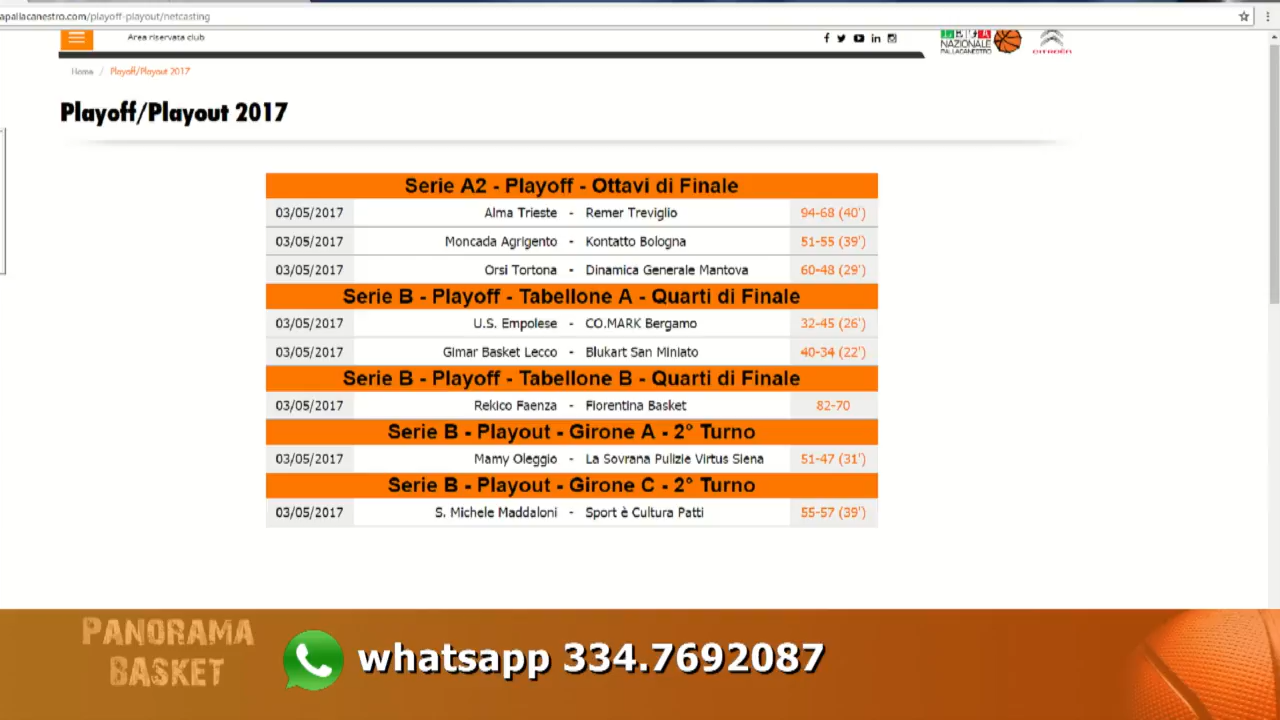 apallacanestro.com/playoff-playout/netcasting
Area riservata club
LEGA
NAZIONALE
PALLACANESTRO
CITROËN
Home / Playoff/Playout 2017
Playoff/Playout 2017
Serie A2 - Playoff - Ottavi di Finale
03/05/2017 Alma Trieste - Remer Treviglio 94-68 (40')
03/05/2017 Moncada Agrigento - Kontatto Bologna 51-55 (39')
03/05/2017 Orsi Tortona - Dinamica Generale Mantova 60-48 (29')
Serie B - Playoff - Tabellone A - Quarti di Finale
03/05/2017 U.S. Empolese - CO.MARK Bergamo 32-45 (26')
03/05/2017 Gimar Basket Lecco - Blukart San Miniato 40-34 (22')
Serie B - Playoff - Tabellone B - Quarti di Finale
03/05/2017 Rekico Faenza - Fiorentina Basket 82-70
Serie B - Playout - Girone A - 2° Turno
03/05/2017 Mamy Oleggio - La Sovrana Pulizie Virtus Siena 51-47 (31')
Serie B - Playout - Girone C - 2° Turno
03/05/2017 S. Michele Maddaloni - Sport è Cultura Patti 55-57 (39')
PANORAMA
BASKET
whatsapp 334.7692087